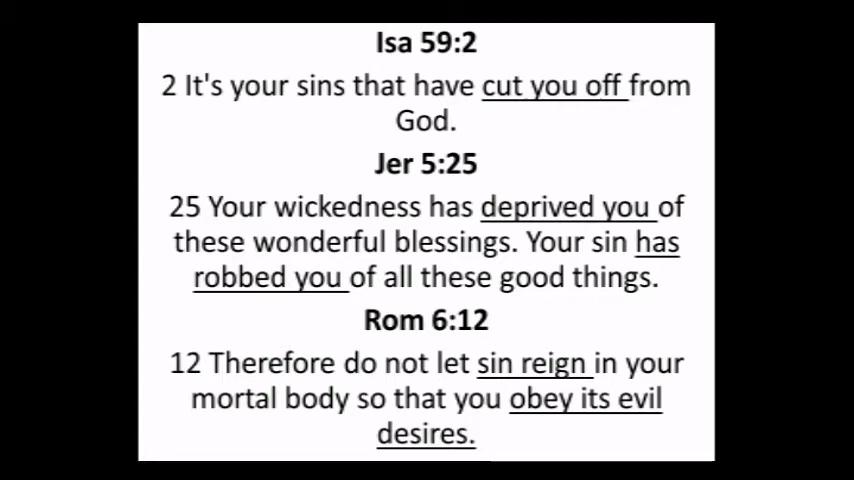 Isa 59:2
2 It's your sins that have cut you off from
God.
Jer 5:25
25 Your wickedness has deprived you of
these wonderful blessings. Your sin has
robbed you of all these good things.
Rom 6:12
12 Therefore do not let sin reign in your
mortal body so that you obey its evil
desires.